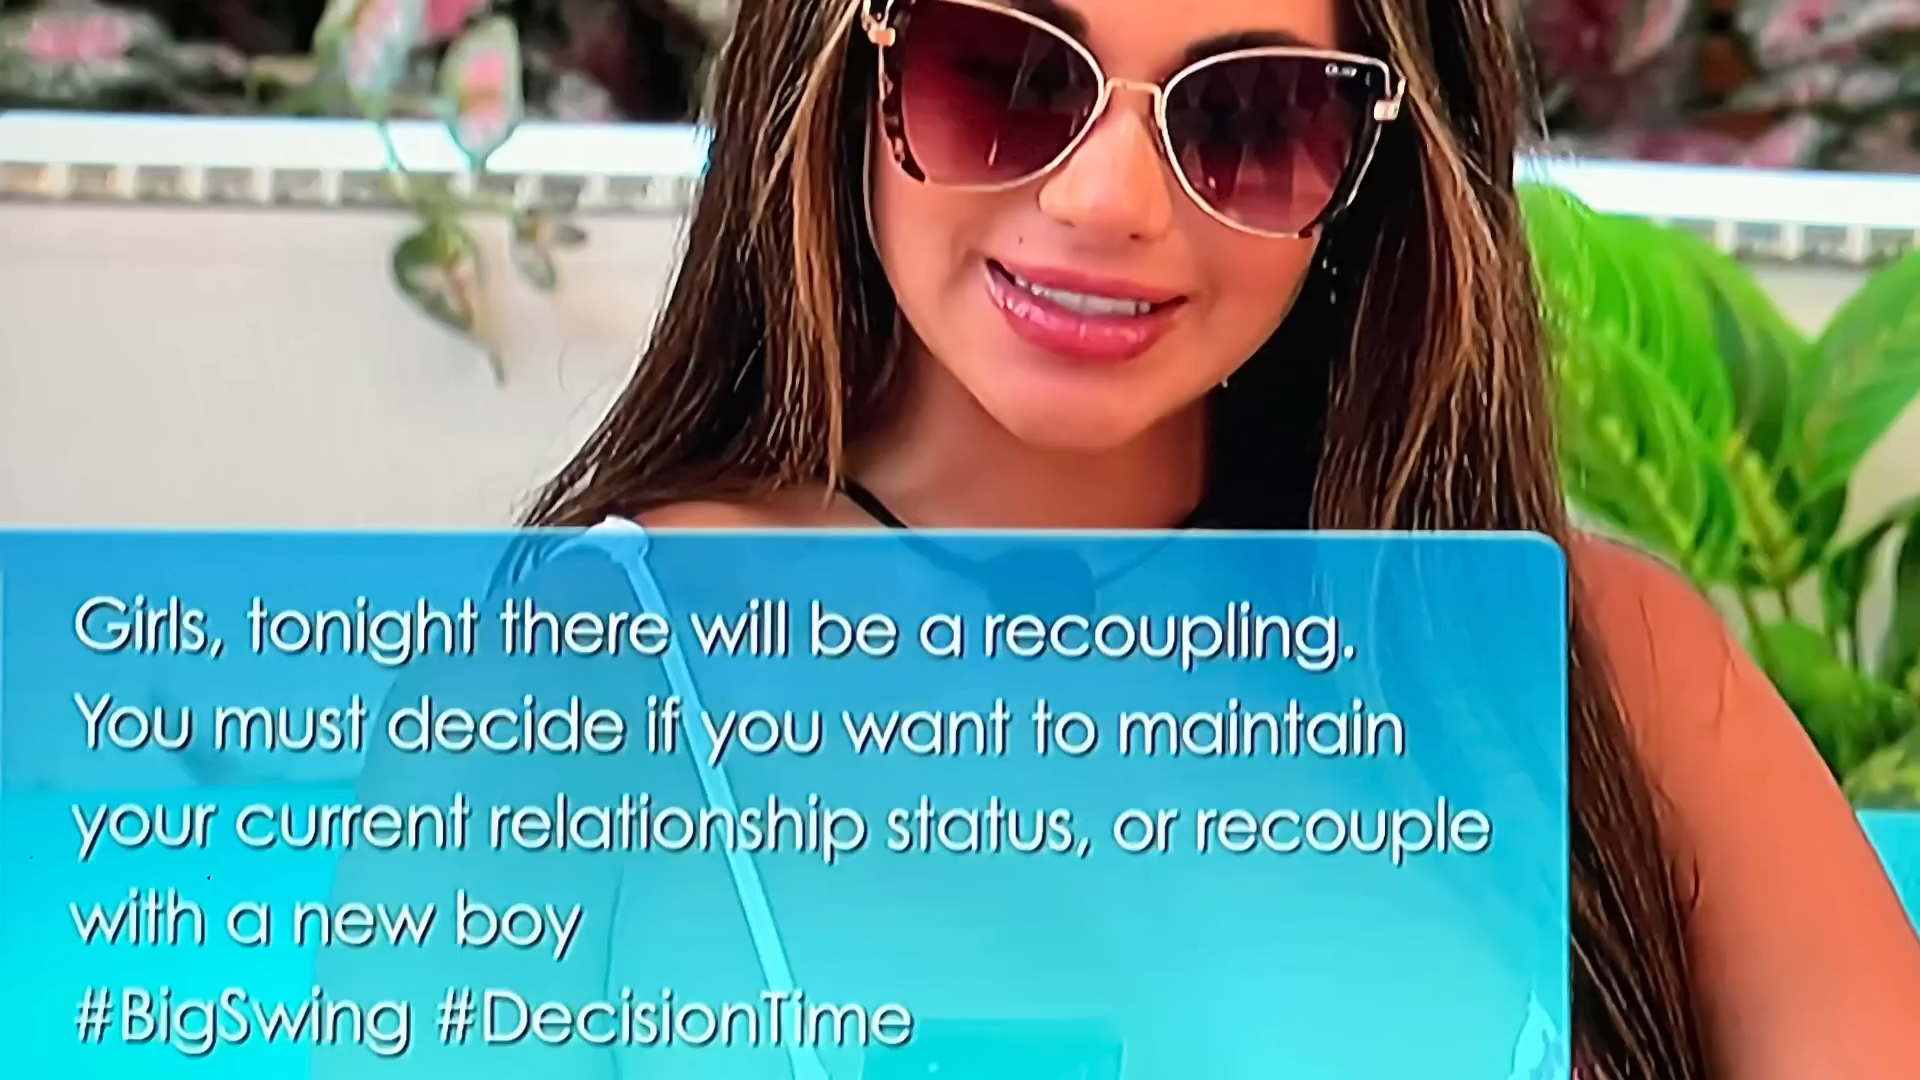 Girls, tonight there will be a recoupling.
You must decide if you want to maintain
your current relationship status, or recouple
with a new boy
#BigSwing #DecisionTime